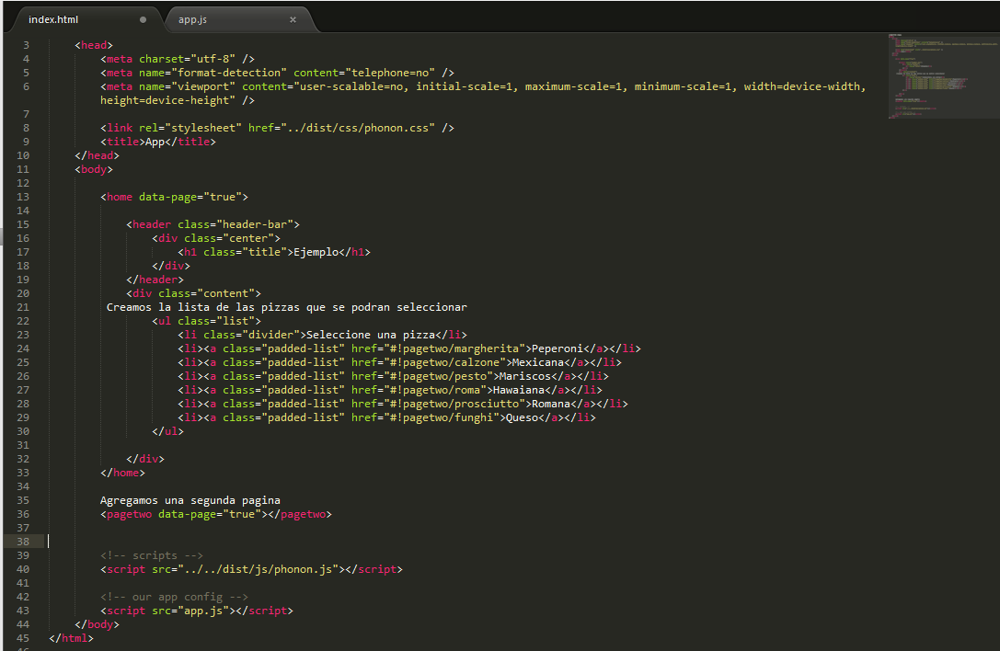 index.html
app.js
3 <head>
4 <meta charset="utf-8" />
5 <meta name="format-detection" content="telephone=no" />
6 <meta name="viewport" content="user-scalable=no, initial-scale=1, maximum-scale=1, minimum-scale=1, width=device-width,
height=device-height" />
7
8 <link rel="stylesheet" href="../dist/css/phonon.css" />
9 <title>App</title>
10 </head>
11 <body>
12
13 <home data-page="true">
14
15 <header class="header-bar">
16 <div class="center">
17 <h1 class="title">Ejemplo</h1>
18 </div>
19 </header>
20 <div class="content">
21 Creamos la lista de las pizzas que se podran seleccionar
22 <ul class="list">
23 <li class="divider">Seleccione una pizza</li>
24 <li><a class="padded-list" href="#!pagetwo/margherita">Peperoni</a></li>
25 <li><a class="padded-list" href="#!pagetwo/calzone">Mexicana</a></li>
26 <li><a class="padded-list" href="#!pagetwo/pesto">Mariscos</a></li>
27 <li><a class="padded-list" href="#!pagetwo/roma">Hawaiana</a></li>
28 <li><a class="padded-list" href="#!pagetwo/prosciutto">Romana</a></li>
29 <li><a class="padded-list" href="#!pagetwo/funghi">Queso</a></li>
30 </ul>
31
32 </div>
33 </home>
34
35 Agregamos una segunda pagina
36 <pagetwo data-page="true"></pagetwo>
37
38
39 <!-- scripts -->
40 <script src="../../dist/js/phonon.js"></script>
41
42 <!-- our app config -->
43 <script src="app.js"></script>
44 </body>
45 </html>